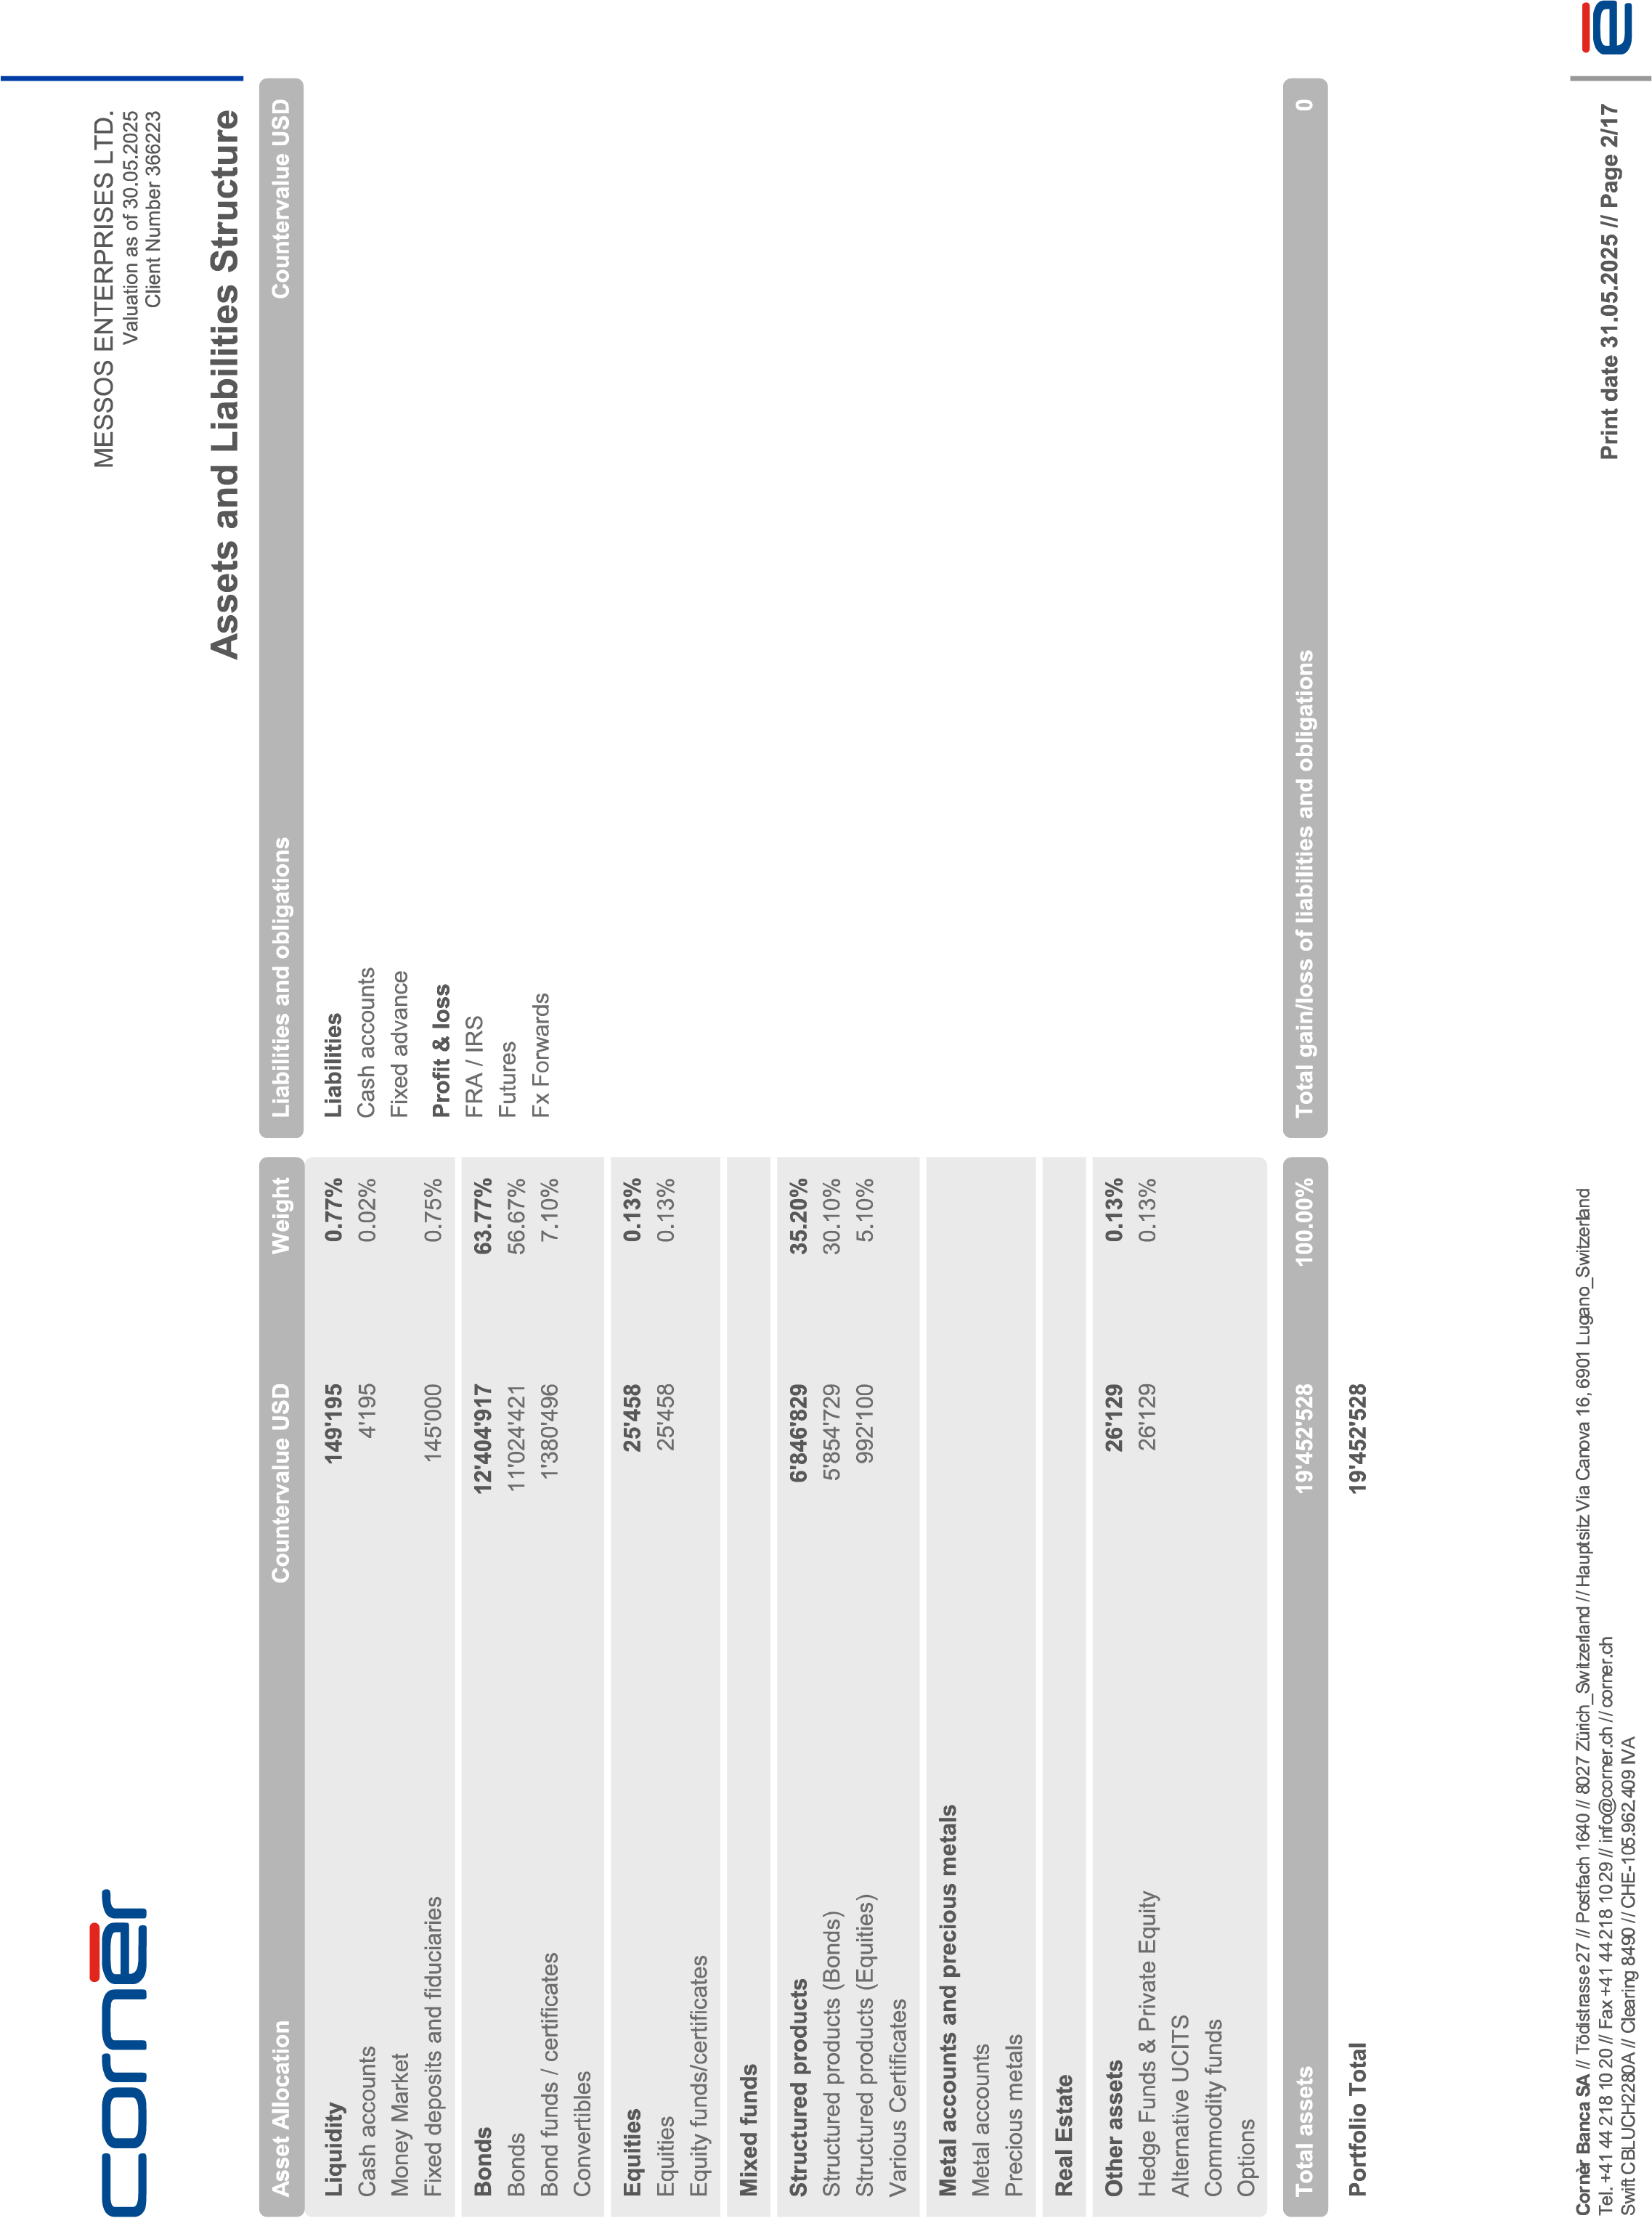 cornèr
MESSOS ENTERPRISES LTD.
Valuation as of 30.05.2025
Client Number 366223
Assets and Liabilities Structure
Asset Allocation Countervalue USD Weight
Liquidity 149'195 0.77%
Cash accounts 4'195 0.02%
Money Market
Fixed deposits and fiduciaries 145'000 0.75%
Bonds 12'404'917 63.77%
Bonds 11'024'421 56.67%
Bond funds / certificates 1'380'496 7.10%
Convertibles
Equities 25'458 0.13%
Equities 25'458 0.13%
Equity funds/certificates
Mixed funds
Structured products 6'846'829 35.20%
Structured products (Bonds) 5'854'729 30.10%
Structured products (Equities) 992'100 5.10%
Various Certificates
Metal accounts and precious metals
Metal accounts
Precious metals
Real Estate
Other assets 26'129 0.13%
Hedge Funds & Private Equity 26'129 0.13%
Alternative UCITS
Commodity funds
Options
Total assets 19'452'528 100.00%
Portfolio Total 19'452'528
Liabilities and obligations Countervalue USD
Liabilities
Cash accounts
Fixed advance
Profit & loss
FRA / IRS
Futures
Fx Forwards
Total gain/loss of liabilities and obligations 0
Cornèr Banca SA // Tödistrasse 27 // Postfach 1640 // 8027 Zürich_Switzerland // Hauptsitz Via Canova 16, 6901 Lugano_Switzerland
Tel. +41 44 218 10 20 // Fax +41 44 218 10 29 // info@corner.ch // corner.ch
Swift CBLUCH2280A // Clearing 8490 // CHE-105.962.409 IVA
Print date 31.05.2025 // Page 2/17
è